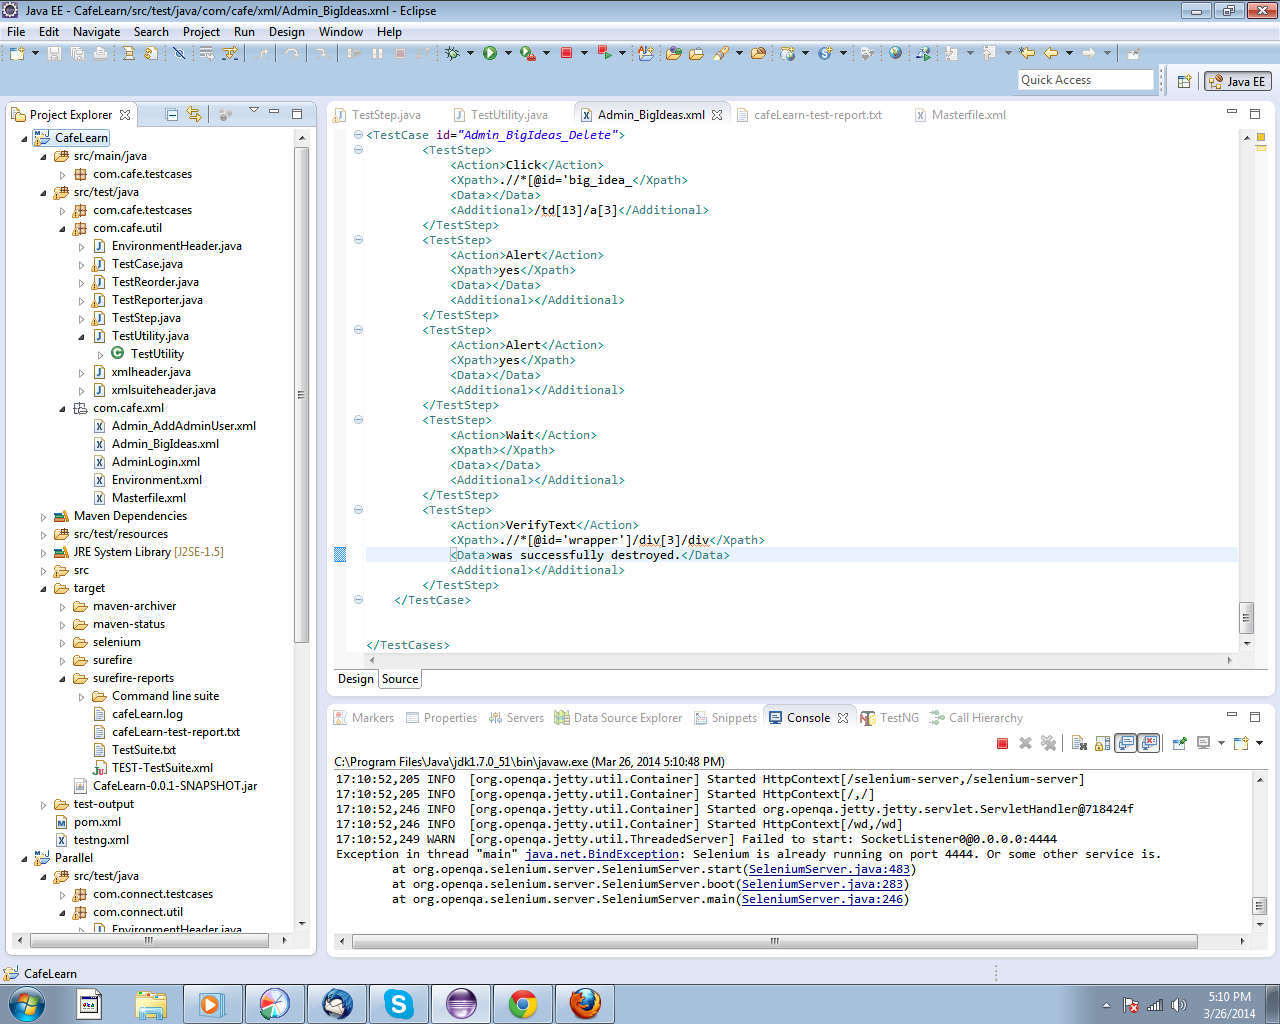 Java EE - CafeLearn/src/test/java/com/cafe/xml/Admin_BigIdeas.xml - Eclipse
File Edit Navigate Search Project Run Design Window Help
Quick Access
Java EE
Project Explorer
CafeLearn
src/main/java
com.cafe.testcases
src/test/java
com.cafe.testcases
com.cafe.util
EnvironmentHeader.java
TestCase.java
TestReorder.java
TestReporter.java
TestStep.java
TestUtility.java
TestUtility
xmlheader.java
xmlsuiteheader.java
com.cafe.xml
Admin_AddAdminUser.xml
Admin_BigIdeas.xml
AdminLogin.xml
Environment.xml
Masterfile.xml
Maven Dependencies
src/test/resources
JRE System Library [J2SE-1.5]
src
target
maven-archiver
maven-status
selenium
surefire
surefire-reports
Command line suite
cafeLearn.log
cafeLearn-test-report.txt
TestSuite.txt
TEST-TestSuite.xml
CafeLearn-0.0.1-SNAPSHOT.jar
test-output
pom.xml
testng.xml
Parallel
src/test/java
com.connect.testcases
com.connect.util
EnvironmentHeader.java
TestStep.java TestUtility.java Admin_BigIdeas.xml cafeLearn-test-report.txt Masterfile.xml
<TestCase id="Admin_BigIdeas_Delete">
<TestStep>
<Action>Click</Action>
<Xpath>.//*[@id='big_idea_</Xpath>
<Data></Data>
<Additional>/td[13]/a[3]</Additional>
</TestStep>
<TestStep>
<Action>Alert</Action>
<Xpath>yes</Xpath>
<Data></Data>
<Additional></Additional>
</TestStep>
<TestStep>
<Action>Alert</Action>
<Xpath>yes</Xpath>
<Data></Data>
<Additional></Additional>
</TestStep>
<TestStep>
<Action>Wait</Action>
<Xpath></Xpath>
<Data></Data>
<Additional></Additional>
</TestStep>
<TestStep>
<Action>VerifyText</Action>
<Xpath>.//*[@id='wrapper']/div[3]/div</Xpath>
<Data>was successfully destroyed.</Data>
<Additional></Additional>
</TestStep>
</TestCase>
</TestCases>
Design Source
Markers Properties Servers Data Source Explorer Snippets Console TestNG Call Hierarchy
C:\Program Files\Java\jdk1.7.0_51\bin\javaw.exe (Mar 26, 2014 5:10:48 PM)
17:10:52,205 INFO [org.openqa.jetty.util.Container] Started HttpContext[/selenium-server,/selenium-server]
17:10:52,205 INFO [org.openqa.jetty.util.Container] Started HttpContext[/,/]
17:10:52,246 INFO [org.openqa.jetty.util.Container] Started org.openqa.jetty.jetty.servlet.ServletHandler@718424f
17:10:52,246 INFO [org.openqa.jetty.util.Container] Started HttpContext[/wd,/wd]
17:10:52,249 WARN [org.openqa.jetty.util.ThreadedServer] Failed to start: SocketListener0@0.0.0.0:4444
Exception in thread "main" java.net.BindException: Selenium is already running on port 4444. Or some other service is.
at org.openqa.selenium.server.SeleniumServer.start(SeleniumServer.java:483)
at org.openqa.selenium.server.SeleniumServer.boot(SeleniumServer.java:283)
at org.openqa.selenium.server.SeleniumServer.main(SeleniumServer.java:246)
CafeLearn
5:10 PM
3/26/2014